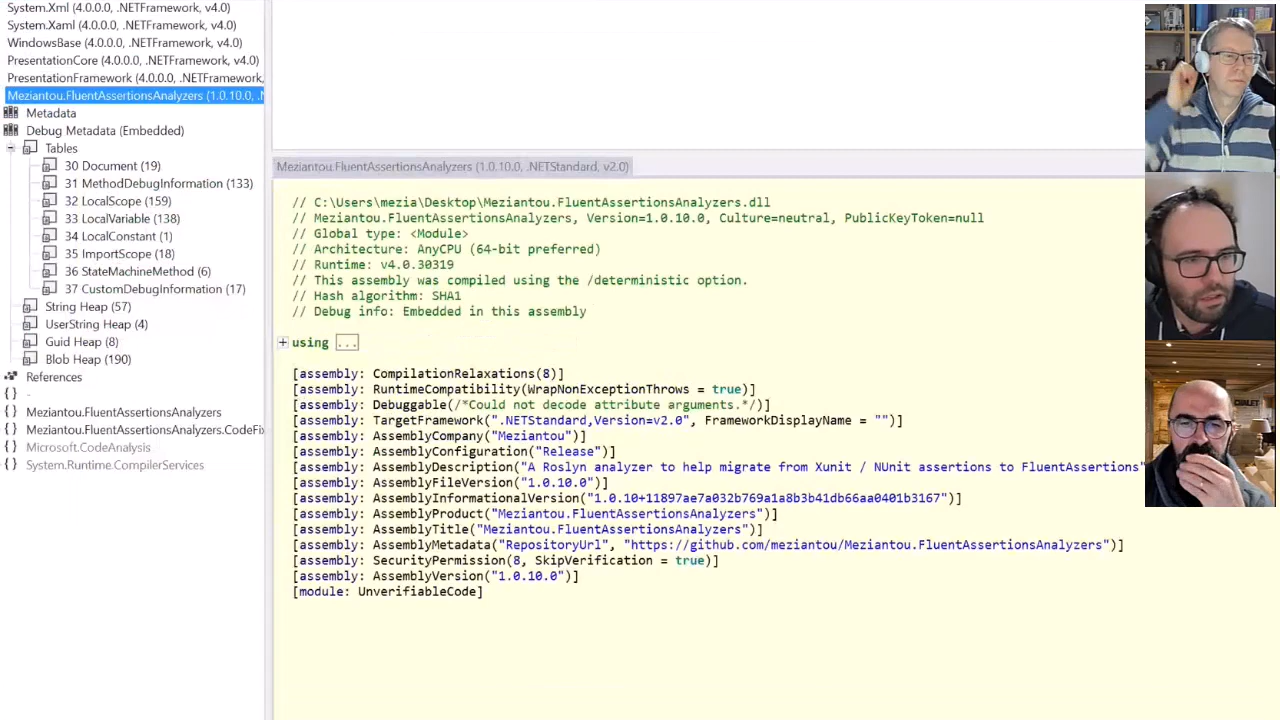 System.Xml (4.0.0.0, .NETFramework, v4.0)
System.Xaml (4.0.0.0, .NETFramework, v4.0)
WindowsBase (4.0.0.0, .NETFramework, v4.0)
PresentationCore (4.0.0.0, .NETFramework, v4.0)
PresentationFramework (4.0.0.0, .NETFramework,
Meziantou.FluentAssertionsAnalyzers (1.0.10.0, .N
Metadata
Debug Metadata (Embedded)
Tables
30 Document (19)
31 MethodDebugInformation (133)
32 LocalScope (159)
33 LocalVariable (138)
34 LocalConstant (1)
35 ImportScope (18)
36 StateMachineMethod (6)
37 CustomDebugInformation (17)
String Heap (57)
UserString Heap (4)
Guid Heap (8)
Blob Heap (190)
References
{ } -
{ } Meziantou.FluentAssertionsAnalyzers
{ } Meziantou.FluentAssertionsAnalyzers.CodeFix
{ } Microsoft.CodeAnalysis
{ } System.Runtime.CompilerServices
Meziantou.FluentAssertionsAnalyzers (1.0.10.0, .NETStandard, v2.0)
// C:\Users\mezia\Desktop\Meziantou.FluentAssertionsAnalyzers.dll
// Meziantou.FluentAssertionsAnalyzers, Version=1.0.10.0, Culture=neutral, PublicKeyToken=null
// Global type: <Module>
// Architecture: AnyCPU (64-bit preferred)
// Runtime: v4.0.30319
// This assembly was compiled using the /deterministic option.
// Hash algorithm: SHA1
// Debug info: Embedded in this assembly
using ...
[assembly: CompilationRelaxations(8)]
[assembly: RuntimeCompatibility(WrapNonExceptionThrows = true)]
[assembly: Debuggable(/*Could not decode attribute arguments.*/)]
[assembly: TargetFramework(".NETStandard,Version=v2.0", FrameworkDisplayName = "")]
[assembly: AssemblyCompany("Meziantou")]
[assembly: AssemblyConfiguration("Release")]
[assembly: AssemblyDescription("A Roslyn analyzer to help migrate from Xunit / NUnit assertions to FluentAssertions"
[assembly: AssemblyFileVersion("1.0.10.0")]
[assembly: AssemblyInformationalVersion("1.0.10+11897ae7a032b769a1a8b3b41db66aa0401b3167")]
[assembly: AssemblyProduct("Meziantou.FluentAssertionsAnalyzers")]
[assembly: AssemblyTitle("Meziantou.FluentAssertionsAnalyzers")]
[assembly: AssemblyMetadata("RepositoryUrl", "https://github.com/meziantou/Meziantou.FluentAssertionsAnalyzers")]
[assembly: SecurityPermission(8, SkipVerification = true)]
[assembly: AssemblyVersion("1.0.10.0")]
[module: UnverifiableCode]